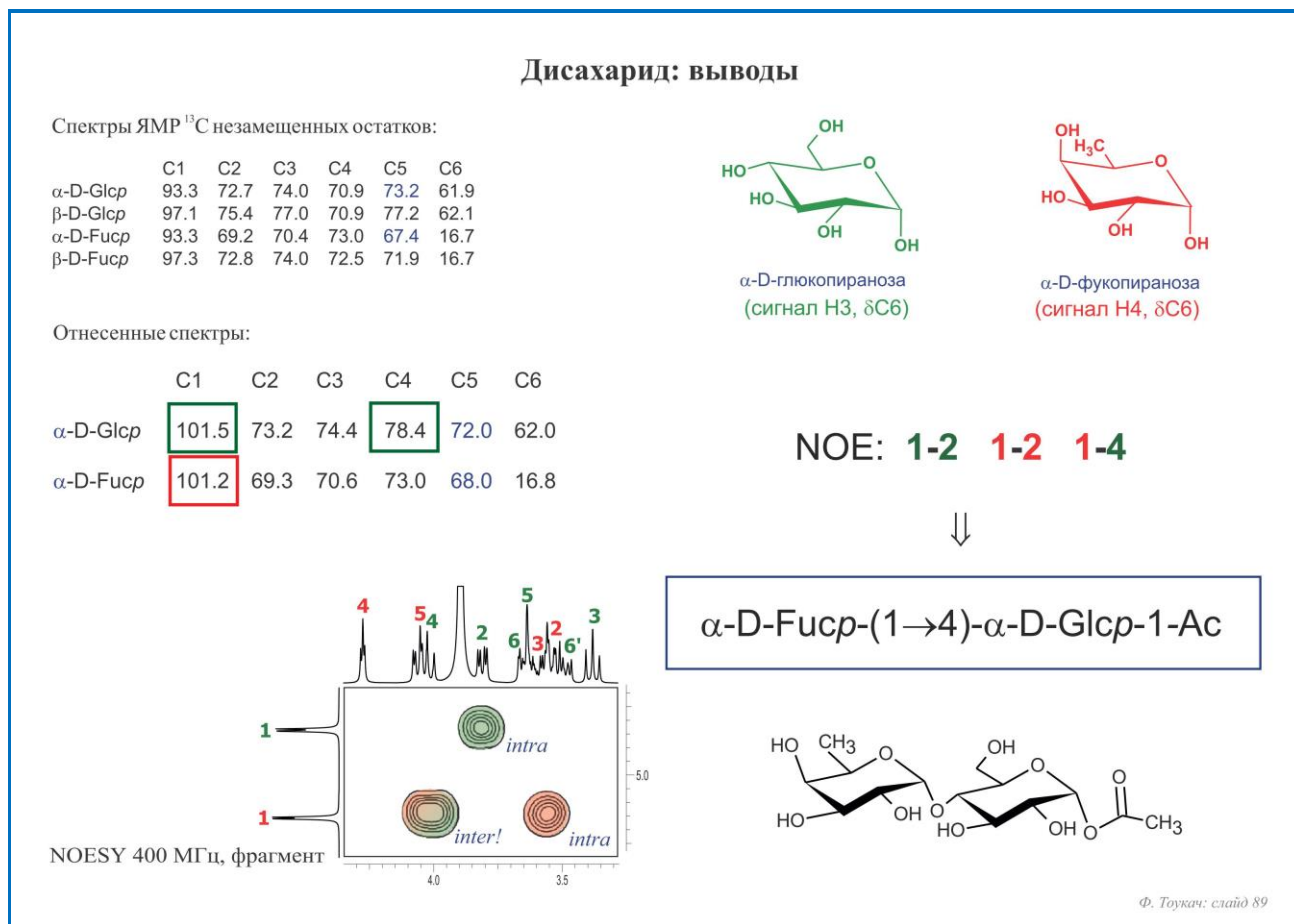 Дисахарид: выводы
Спектры ЯМР ¹³C незамещенных остатков:
C1 C2 C3 C4 C5 C6
α-D-Glcp 93.3 72.7 74.0 70.9 73.2 61.9
β-D-Glcp 97.1 75.4 77.0 70.9 77.2 62.1
α-D-Fucp 93.3 69.2 70.4 73.0 67.4 16.7
β-D-Fucp 97.3 72.8 74.0 72.5 71.9 16.7
OH
HO
O
HO
OH
OH
α-D-глюкопираноза
(сигнал H3, δC6)
OH
H₃C
O
HO
OH
OH
α-D-фукопираноза
(сигнал H4, δC6)
Отнесенные спектры:
C1 C2 C3 C4 C5 C6
α-D-Glcp 101.5 73.2 74.4 78.4 72.0 62.0
α-D-Fucp 101.2 69.3 70.6 73.0 68.0 16.8
NOE: 1-2 1-2 1-4
⇓
α-D-Fucp-(1→4)-α-D-Glcp-1-Ac
4 5 4 2 6 5 3 2 6' 3
1
intra
5.0
1
inter!
intra
NOESY 400 МГц, фрагмент
4.0 3.5
HO
CH₃
O
HO
OH
O
OH
O
HO
OH
O
O
CH₃
Ф. Тоукач: слайд 89